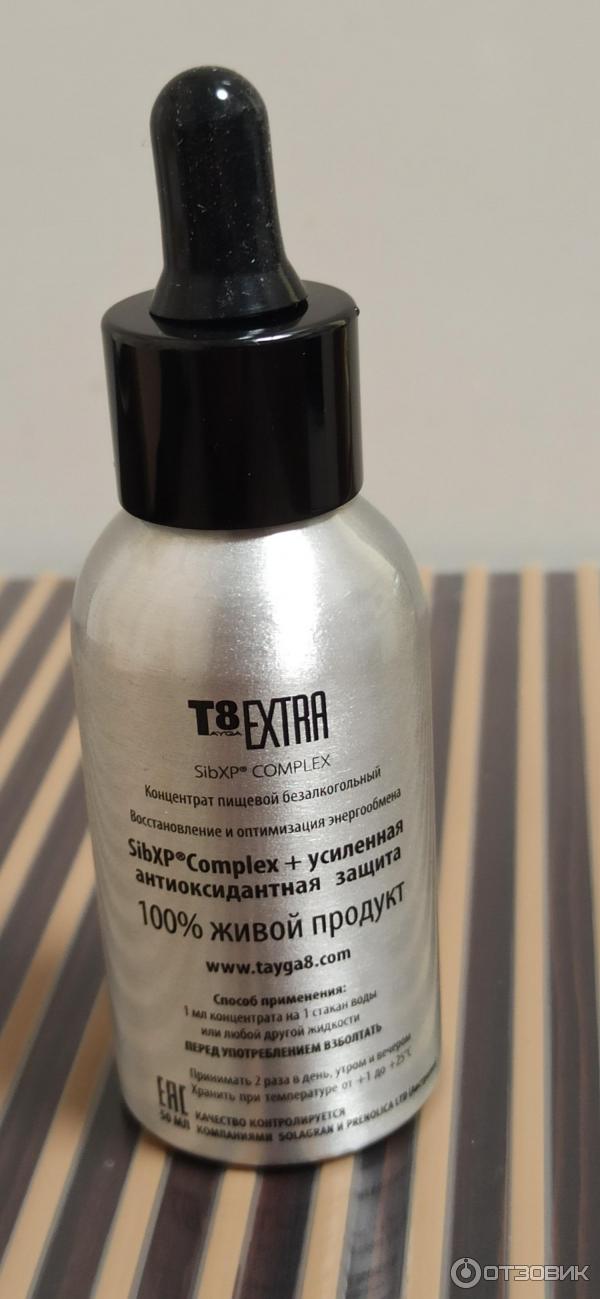 T8 EXTRA
TAYGA
SibXP® COMPLEX
Концентрат пищевой безалкогольный
Восстановление и оптимизация энергообмена
SibXP®Complex + усиленная
антиоксидантная защита
100% живой продукт
www.tayga8.com
Способ применения:
1 мл концентрата на 1 стакан воды
или любой другой жидкости
ПЕРЕД УПОТРЕБЛЕНИЕМ ВЗБОЛТАТЬ
Принимать 2 раза в день, утром и вечером
Хранить при температуре от +1 до +25°С
EAC
50 МЛ
КАЧЕСТВО КОНТРОЛИРУЕТСЯ
КОМПАНИЯМИ SOLAGRAN И PRENOLICA LTD
ОТЗОВИК